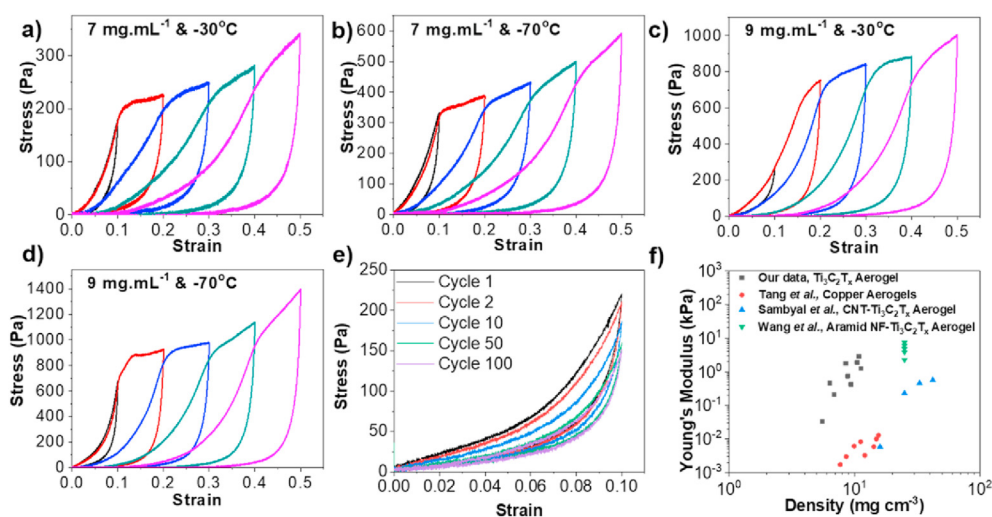 a) 7 mg.mL⁻¹ & -30°C
Stress (Pa)
300
200
100
0
0.0 0.1 0.2 0.3 0.4 0.5
Strain
b) 7 mg.mL⁻¹ & -70°C
Stress (Pa)
600
500
400
300
200
100
0
0.0 0.1 0.2 0.3 0.4 0.5
Strain
c) 9 mg.mL⁻¹ & -30°C
Stress (Pa)
1000
800
600
400
200
0
0.0 0.1 0.2 0.3 0.4 0.5
Strain
d) 9 mg.mL⁻¹ & -70°C
Stress (Pa)
1400
1200
1000
800
600
400
200
0
0.0 0.1 0.2 0.3 0.4 0.5
Strain
e)
Stress (Pa)
250
200
150
100
50
0
Cycle 1
Cycle 2
Cycle 10
Cycle 50
Cycle 100
0.00 0.02 0.04 0.06 0.08 0.10
Strain
f)
Young's Modulus (kPa)
10³
10²
10¹
10⁰
10⁻¹
10⁻²
10⁻³
Our data, Ti₃C₂Tₓ Aerogel
Tang et al., Copper Aerogels
Sambyal et al., CNT-Ti₃C₂Tₓ Aerogel
Wang et al., Aramid NF-Ti₃C₂Tₓ Aerogel
10⁰ 10¹ 10²
Density (mg cm⁻³)